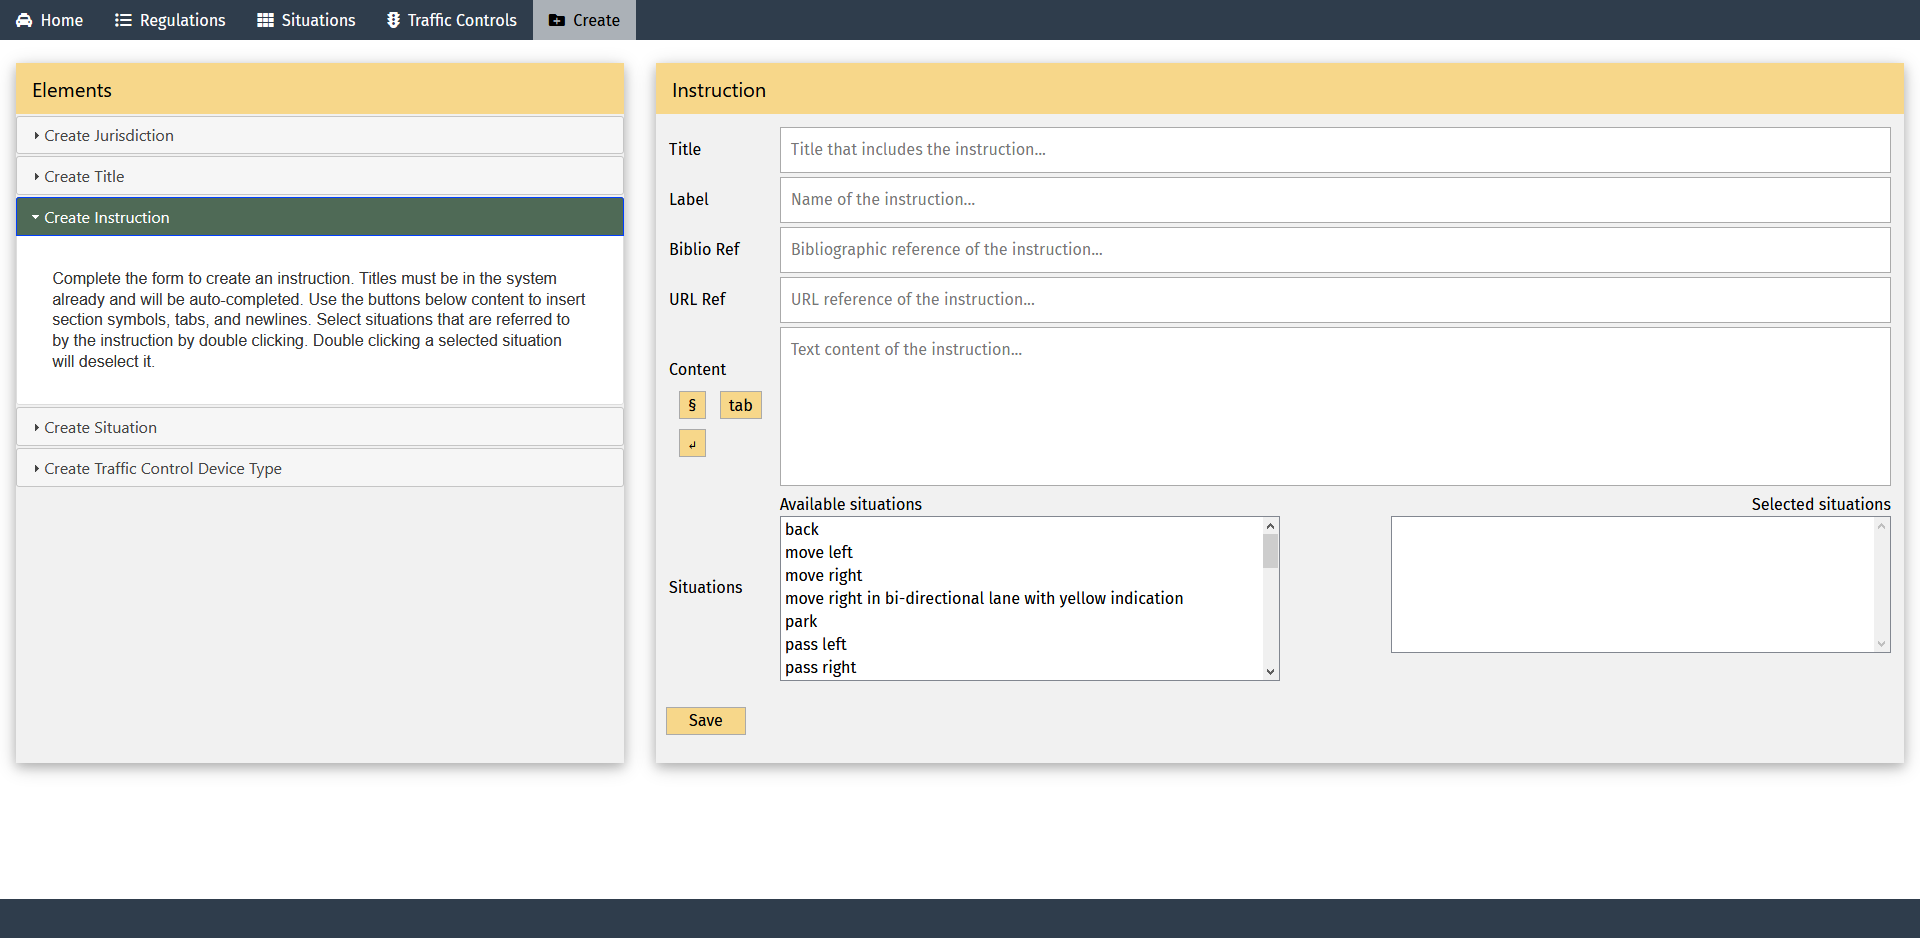 Home Regulations Situations Traffic Controls Create
Elements
Create Jurisdiction
Create Title
Create Instruction
Complete the form to create an instruction. Titles must be in the system
already and will be auto-completed. Use the buttons below content to insert
section symbols, tabs, and newlines. Select situations that are referred to
by the instruction by double clicking. Double clicking a selected situation
will deselect it.
Create Situation
Create Traffic Control Device Type
Instruction
Title Title that includes the instruction...
Label Name of the instruction...
Biblio Ref Bibliographic reference of the instruction...
URL Ref URL reference of the instruction...
Content Text content of the instruction...
§ tab
↲
Available situations Selected situations
Situations
back
move left
move right
move right in bi-directional lane with yellow indication
park
pass left
pass right
Save